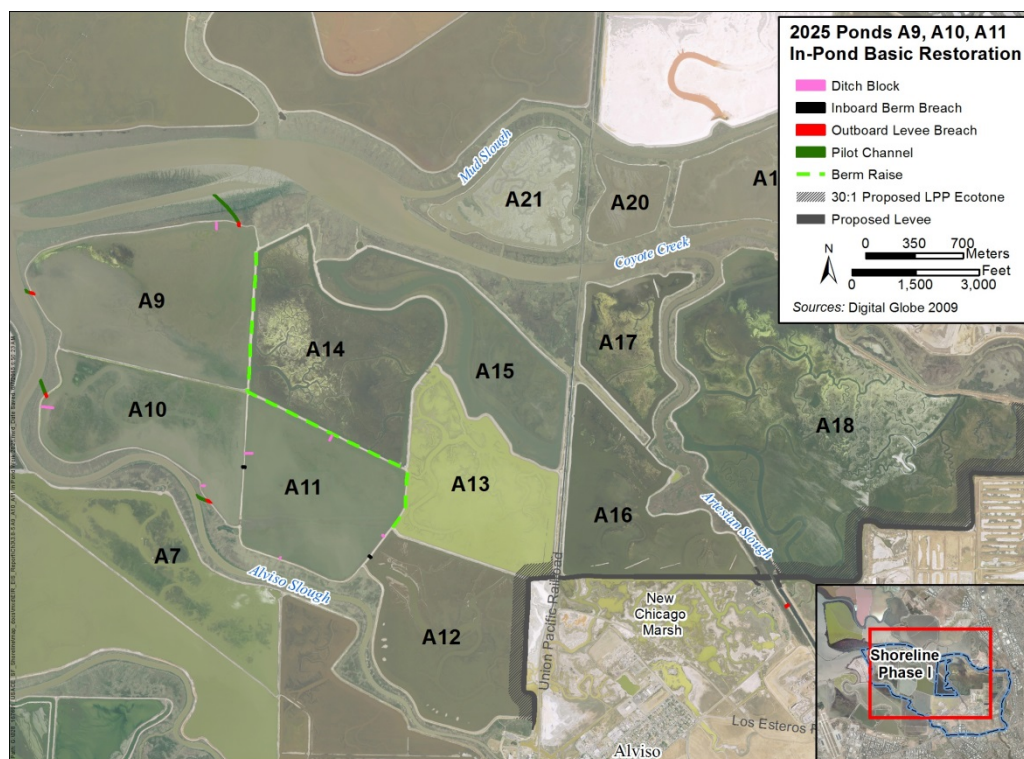 2025 Ponds A9, A10, A11
In-Pond Basic Restoration
Ditch Block
Inboard Berm Breach
Outboard Levee Breach
Pilot Channel
Berm Raise
30:1 Proposed LPP Ecotone
Proposed Levee
N
0 350 700
Meters
Feet
0 1,500 3,000
Sources: Digital Globe 2009
Mud Slough
A21
A20
A1
Coyote Creek
A9
A14
A17
A15
A10
A18
A13
A11
A16
Artesian Slough
A7
Alviso Slough
A12
Union Pacific Railroad
New
Chicago
Marsh
Shoreline
Phase I
Los Esteros
Alviso